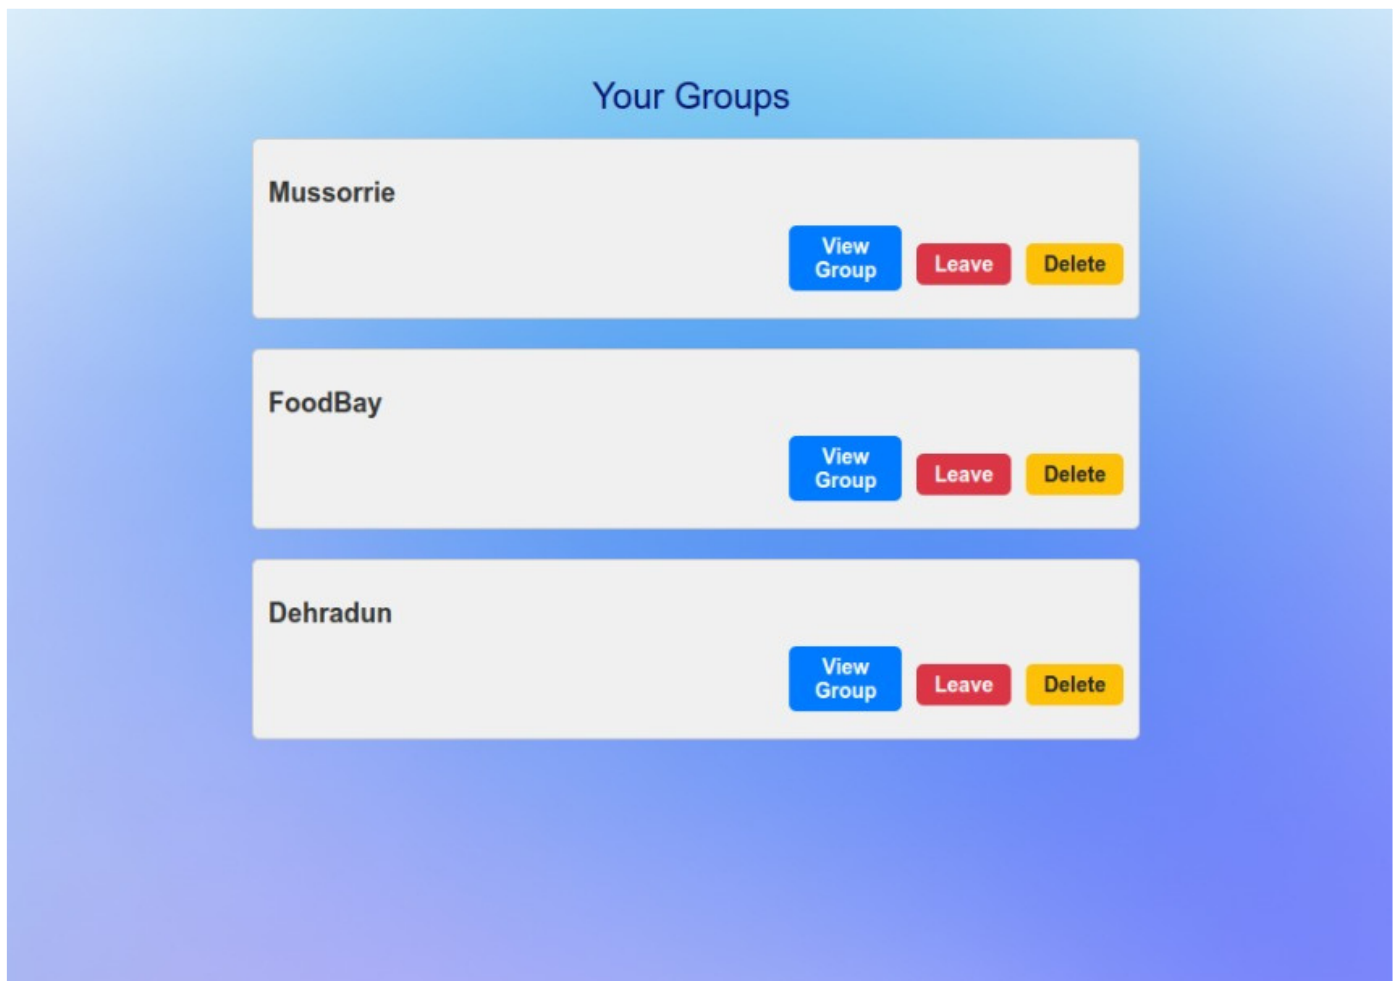 Your Groups
Mussorrie
View
Group
Leave
Delete
FoodBay
View
Group
Leave
Delete
Dehradun
View
Group
Leave
Delete